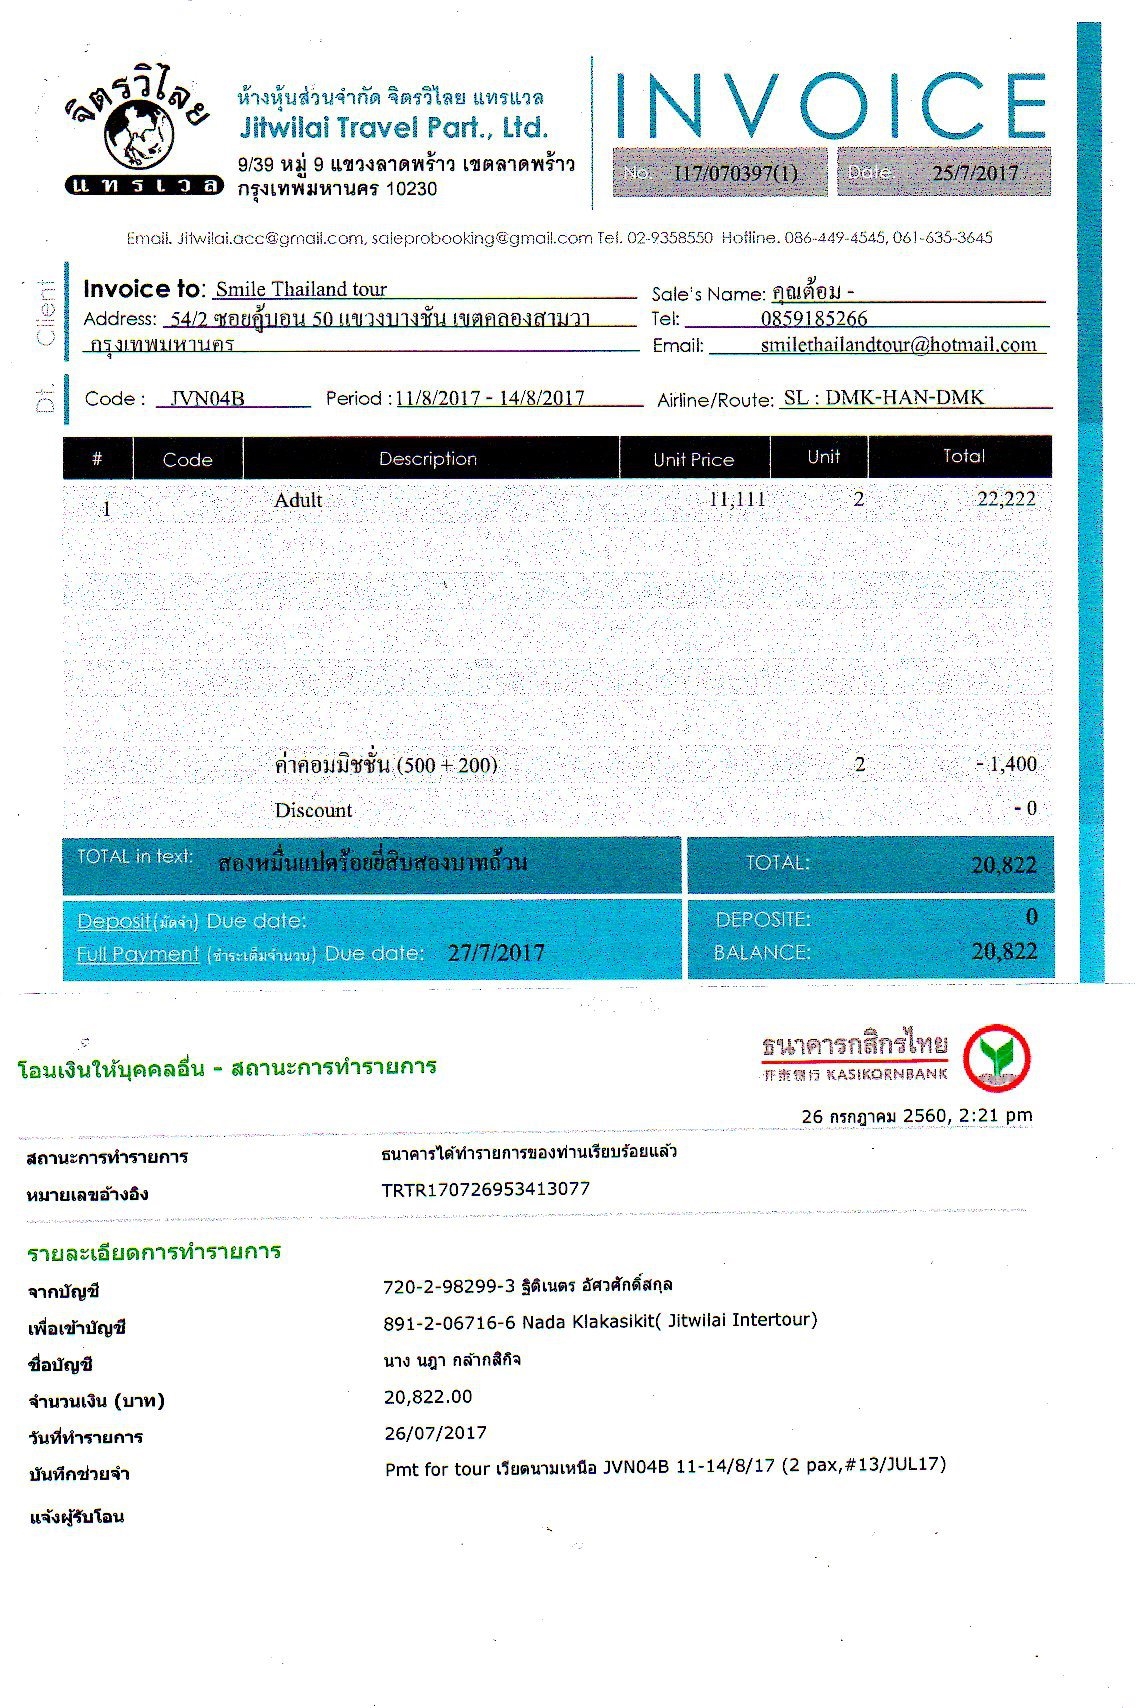 จิตรวิไลย
แทรเวล
ห้างหุ้นส่วนจำกัด จิตรวิไลย แทรแวล
Jitwilai Travel Part., Ltd.
9/39 หมู่ 9 แขวงลาดพร้าว เขตลาดพร้าว
กรุงเทพมหานคร 10230
INVOICE
No. I17/070397(1) Date 25/7/2017
Email. Jitwilai.acc@gmail.com, saleprobooking@gmail.com Tel. 02-9358550 Hotline. 086-449-4545, 061-635-3645
Client
Invoice to: Smile Thailand tour
Address: 54/2 ซอยคู้บอน 50 แขวงบางชัน เขตคลองสามวา
กรุงเทพมหานคร
Sale's Name: คุณต้อม -
Tel: 0859185266
Email: smilethailandtour@hotmail.com
Dt.
Code : JVN04B Period : 11/8/2017 - 14/8/2017 Airline/Route: SL : DMK-HAN-DMK
# Code Description Unit Price Unit Total
1 Adult 11,111 2 22,222
ค่าคอมมิชชั่น (500 + 200) 2 - 1,400
Discount - 0
TOTAL in text: สองหมื่นแปดร้อยยี่สิบสองบาทถ้วน TOTAL: 20,822
Deposit(มัดจำ) Due date: DEPOSITE: 0
Full Payment (ชำระเต็มจำนวน) Due date: 27/7/2017 BALANCE: 20,822
ธนาคารกสิกรไทย
开泰银行 KASIKORNBANK
โอนเงินให้บุคคลอื่น - สถานะการทำรายการ
26 กรกฎาคม 2560, 2:21 pm
สถานะการทำรายการ ธนาคารได้ทำรายการของท่านเรียบร้อยแล้ว
หมายเลขอ้างอิง TRTR170726953413077
รายละเอียดการทำรายการ
จากบัญชี 720-2-98299-3 ฐิติเนตร อัศวศักดิ์สกุล
เพื่อเข้าบัญชี 891-2-06716-6 Nada Klakasikit( Jitwilai Intertour)
ชื่อบัญชี นาง นฎา กล้ากสิกิจ
จำนวนเงิน (บาท) 20,822.00
วันที่ทำรายการ 26/07/2017
บันทึกช่วยจำ Pmt for tour เวียดนามเหนือ JVN04B 11-14/8/17 (2 pax,#13/JUL17)
แจ้งผู้รับโอน